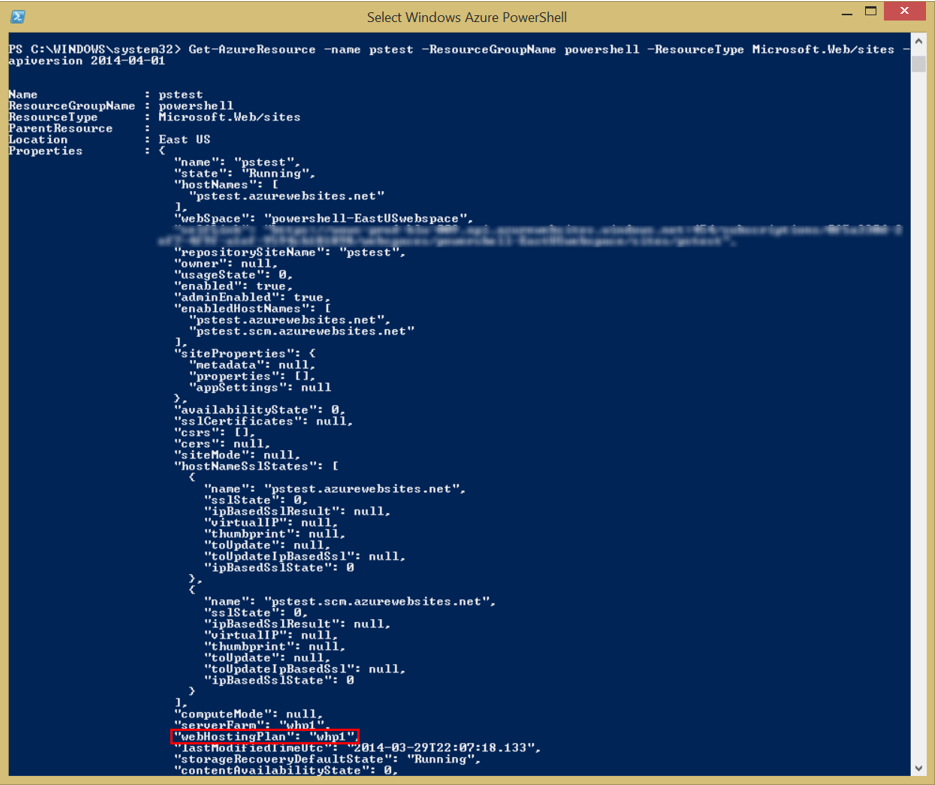 Select Windows Azure PowerShell
PS C:\WINDOWS\system32> Get-AzureResource -name pstest -ResourceGroupName powershell -ResourceType Microsoft.Web/sites -
apiversion 2014-04-01
Name : pstest
ResourceGroupName : powershell
ResourceType : Microsoft.Web/sites
ParentResource :
Location : East US
Properties : {
"name": "pstest",
"state": "Running",
"hostNames": [
"pstest.azurewebsites.net"
],
"webSpace": "powershell-EastUSwebspace",
"repositorySiteName": "pstest",
"owner": null,
"usageState": 0,
"enabled": true,
"adminEnabled": true,
"enabledHostNames": [
"pstest.azurewebsites.net",
"pstest.scm.azurewebsites.net"
],
"siteProperties": {
"metadata": null,
"properties": [],
"appSettings": null
},
"availabilityState": 0,
"sslCertificates": null,
"csrs": [],
"cers": null,
"siteMode": null,
"hostNameSslStates": [
{
"name": "pstest.azurewebsites.net",
"sslState": 0,
"ipBasedSslResult": null,
"virtualIP": null,
"thumbprint": null,
"toUpdate": null,
"toUpdateIpBasedSsl": null,
"ipBasedSslState": 0
},
{
"name": "pstest.scm.azurewebsites.net",
"sslState": 0,
"ipBasedSslResult": null,
"virtualIP": null,
"thumbprint": null,
"toUpdate": null,
"toUpdateIpBasedSsl": null,
"ipBasedSslState": 0
}
],
"computeMode": null,
"serverFarm": "whp1",
"webHostingPlan": "whp1",
"lastModifiedTimeUtc": "2014-03-29T22:07:18.133",
"storageRecoveryDefaultState": "Running",
"contentAvailabilityState": 0,